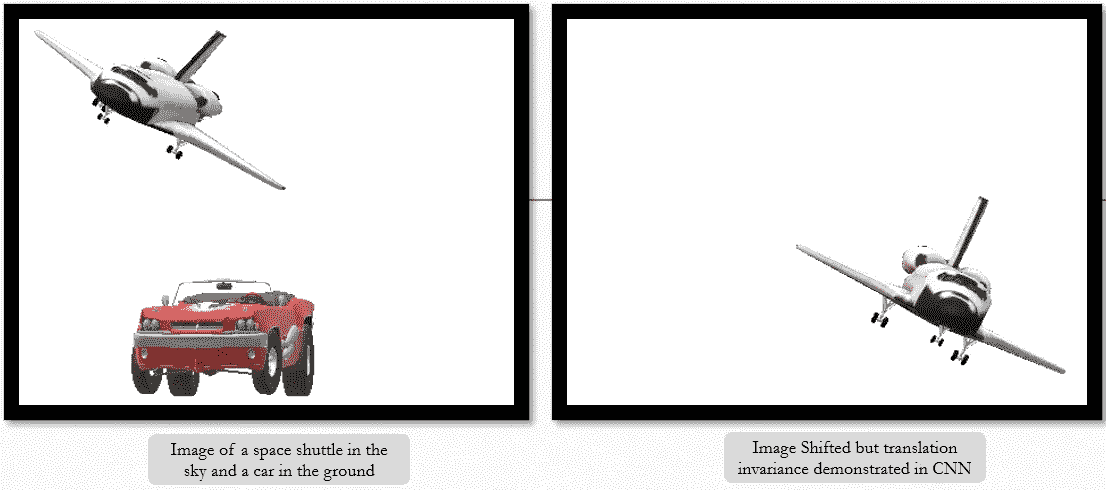 Image of a space shuttle in the
sky and a car in the ground
Image Shifted but translation
invariance demonstrated in CNN